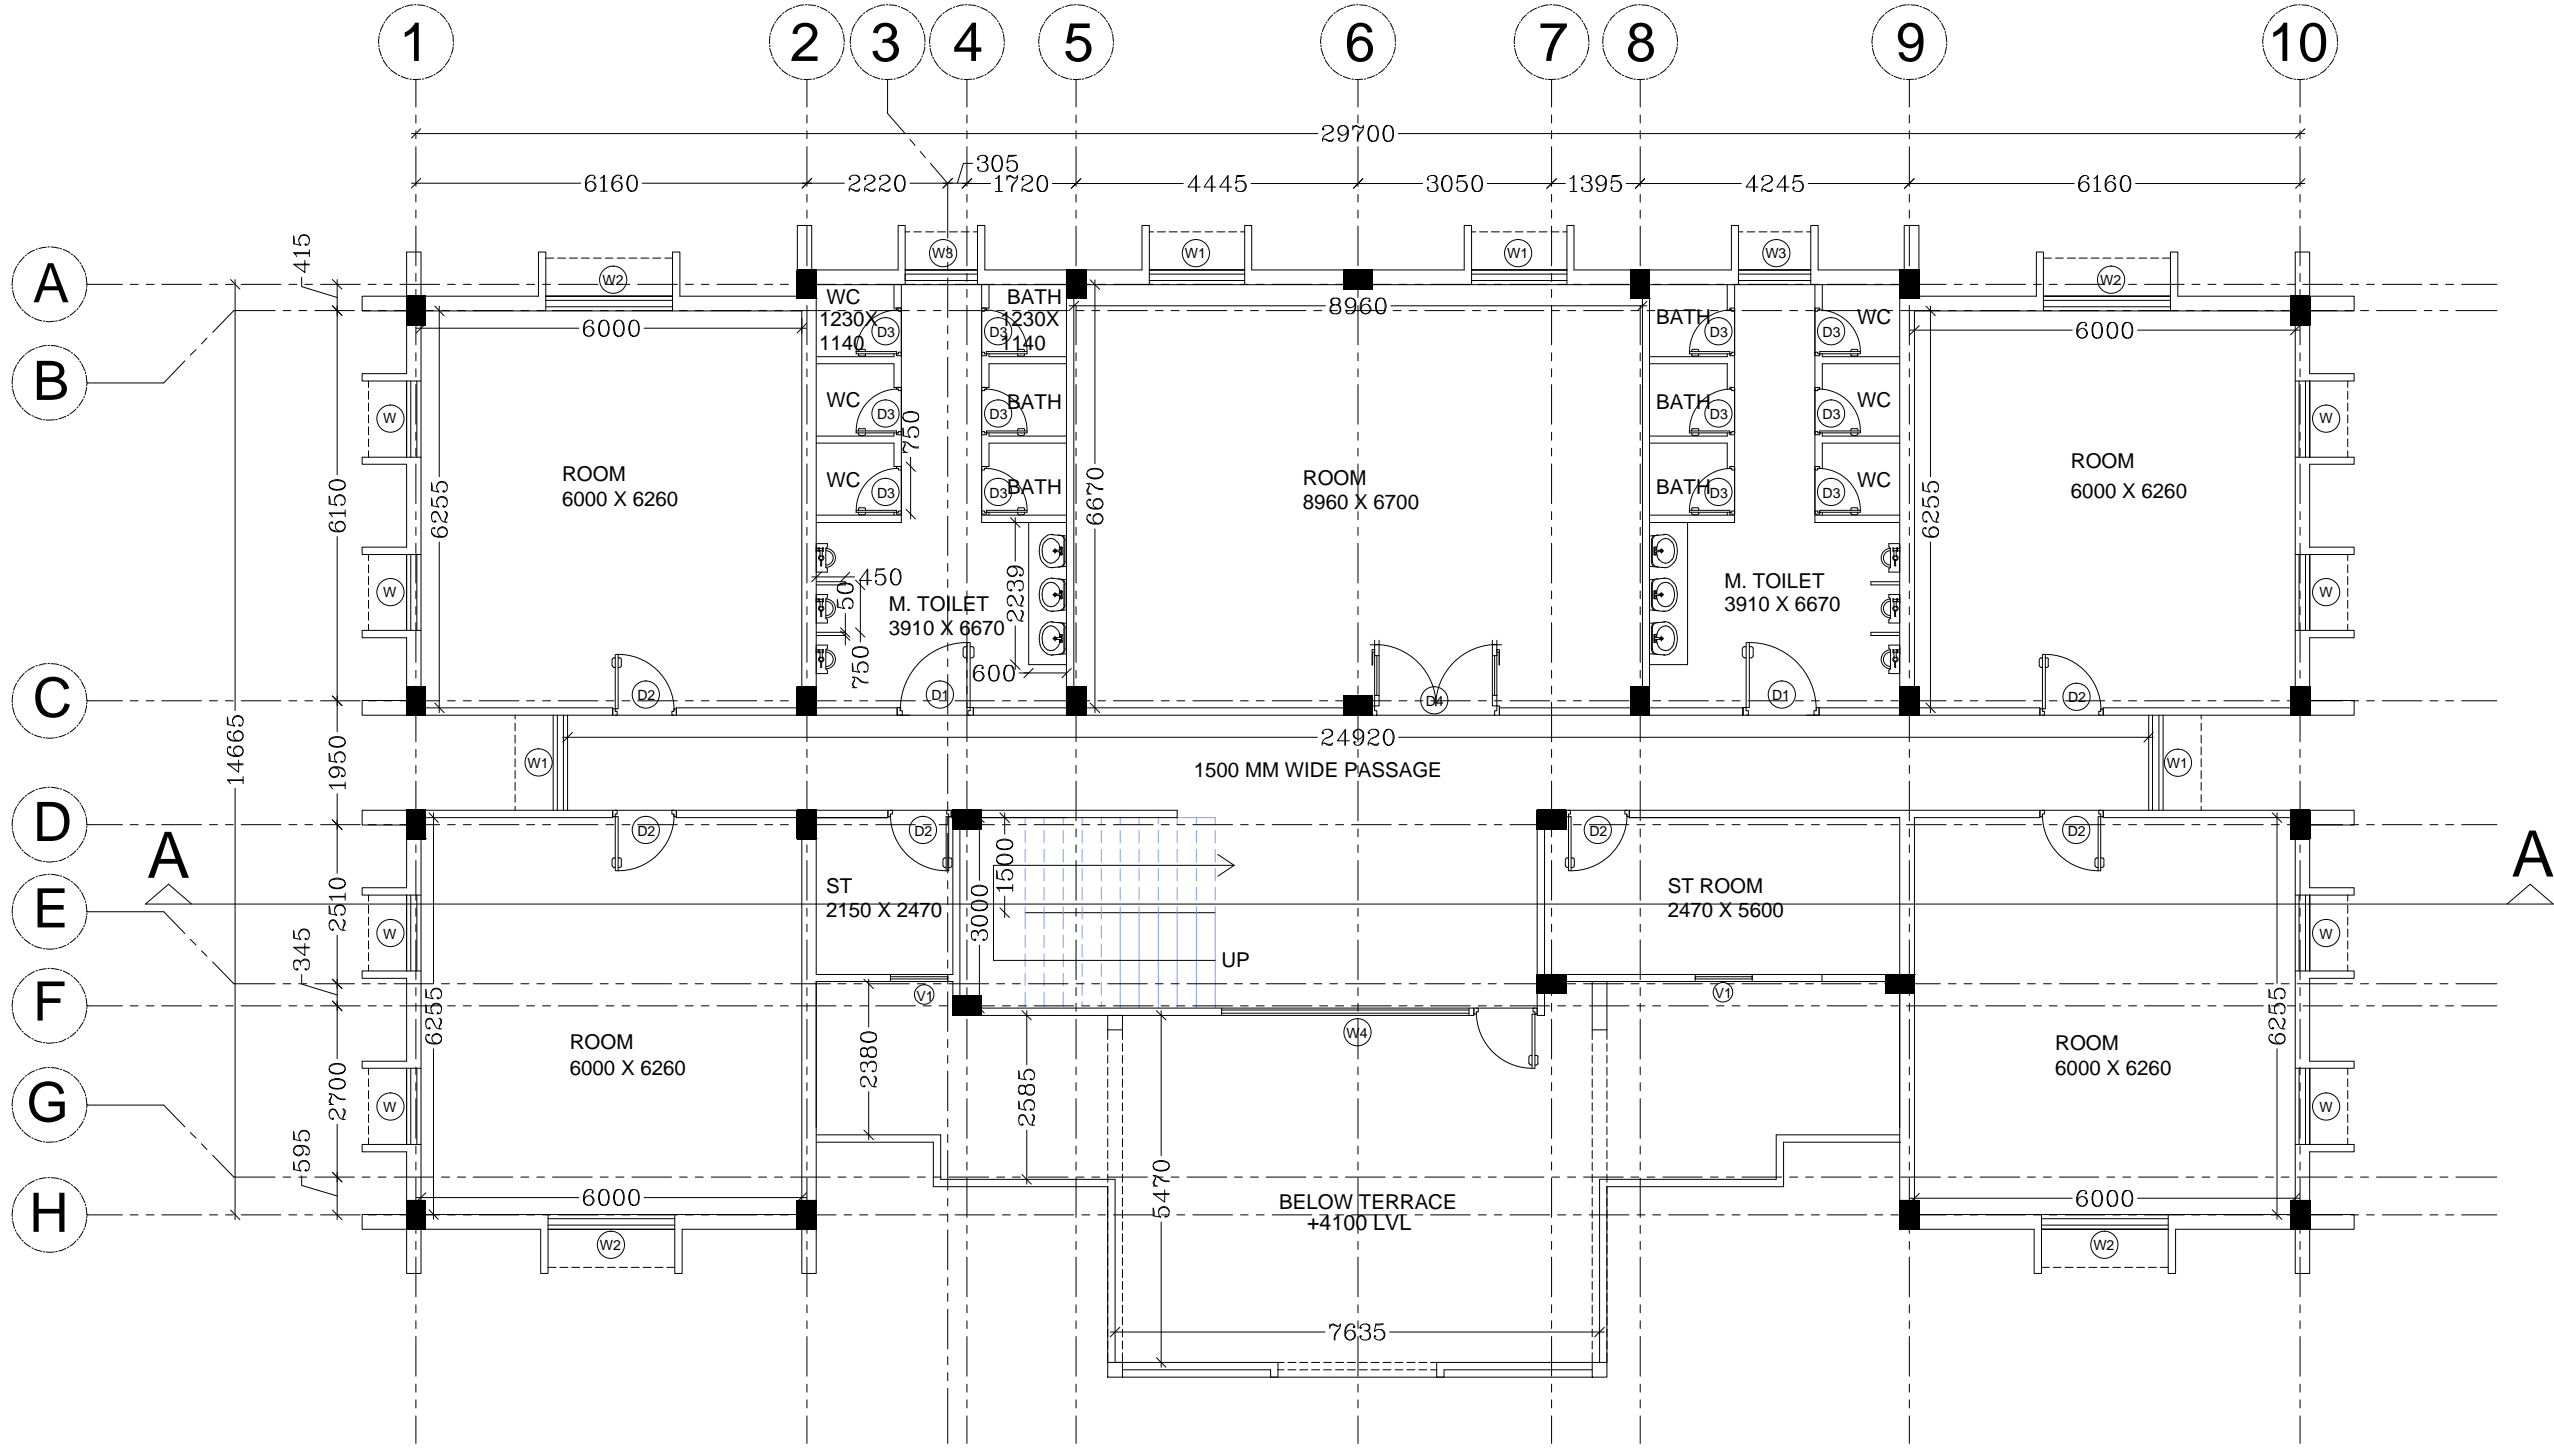 1 2 3 4 5 6 7 8 9 10
29700
305
6160 2220 1720 4445 3050 1395 4245 6160
415
A
W2 W3 W1 W1 W3 W2
WC
1230X
1140
D3
BATH
1230X
1140
D3
8960
BATH D3 D3 WC
6000
6000
B
W
WC D3 D3 BATH
750
BATH D3 D3 WC
W
ROOM
6000 X 6260
WC D3 D3 BATH
ROOM
8960 X 6700
BATH D3 D3 WC
ROOM
6000 X 6260
6150
6255
6670
6255
W
450
50
M. TOILET
3910 X 6670
2239
M. TOILET
3910 X 6670
W
750
600
C
D2 D1 D4 D1 D2
14665
1950
24920
W1
1500 MM WIDE PASSAGE
W1
D
D2 D2 D2 D2
A
A
1500
ST
2150 X 2470
3000
ST ROOM
2470 X 5600
E
2510
W
W
345
UP
F
V1
V1
6255
2380
W4
6255
ROOM
6000 X 6260
ROOM
6000 X 6260
G
2700
W
2585
W
595
5470
6000
BELOW TERRACE
+4100 LVL
6000
H
W2
W2
7635